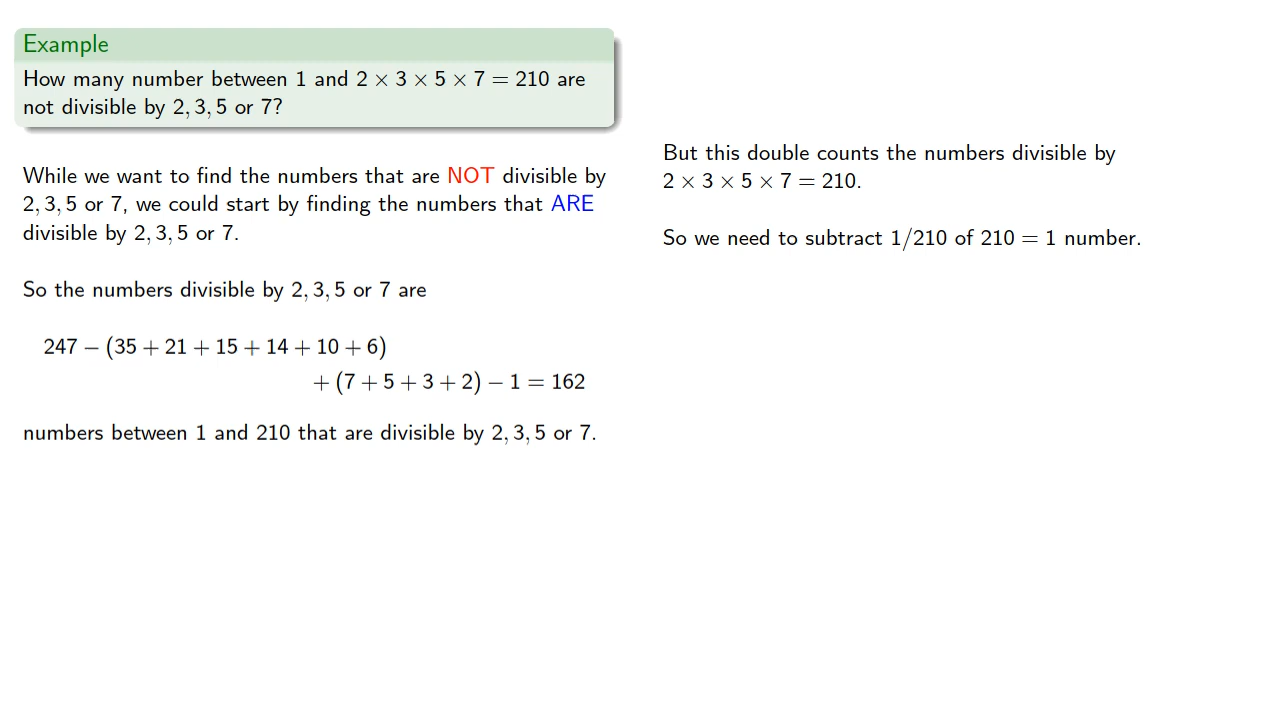 Example
How many number between 1 and 2 × 3 × 5 × 7 = 210 are
not divisible by 2, 3, 5 or 7?
While we want to find the numbers that are NOT divisible by
2, 3, 5 or 7, we could start by finding the numbers that ARE
divisible by 2, 3, 5 or 7.
So the numbers divisible by 2, 3, 5 or 7 are
247 − (35 + 21 + 15 + 14 + 10 + 6)
+ (7 + 5 + 3 + 2) − 1 = 162
numbers between 1 and 210 that are divisible by 2, 3, 5 or 7.
But this double counts the numbers divisible by
2 × 3 × 5 × 7 = 210.
So we need to subtract 1/210 of 210 = 1 number.